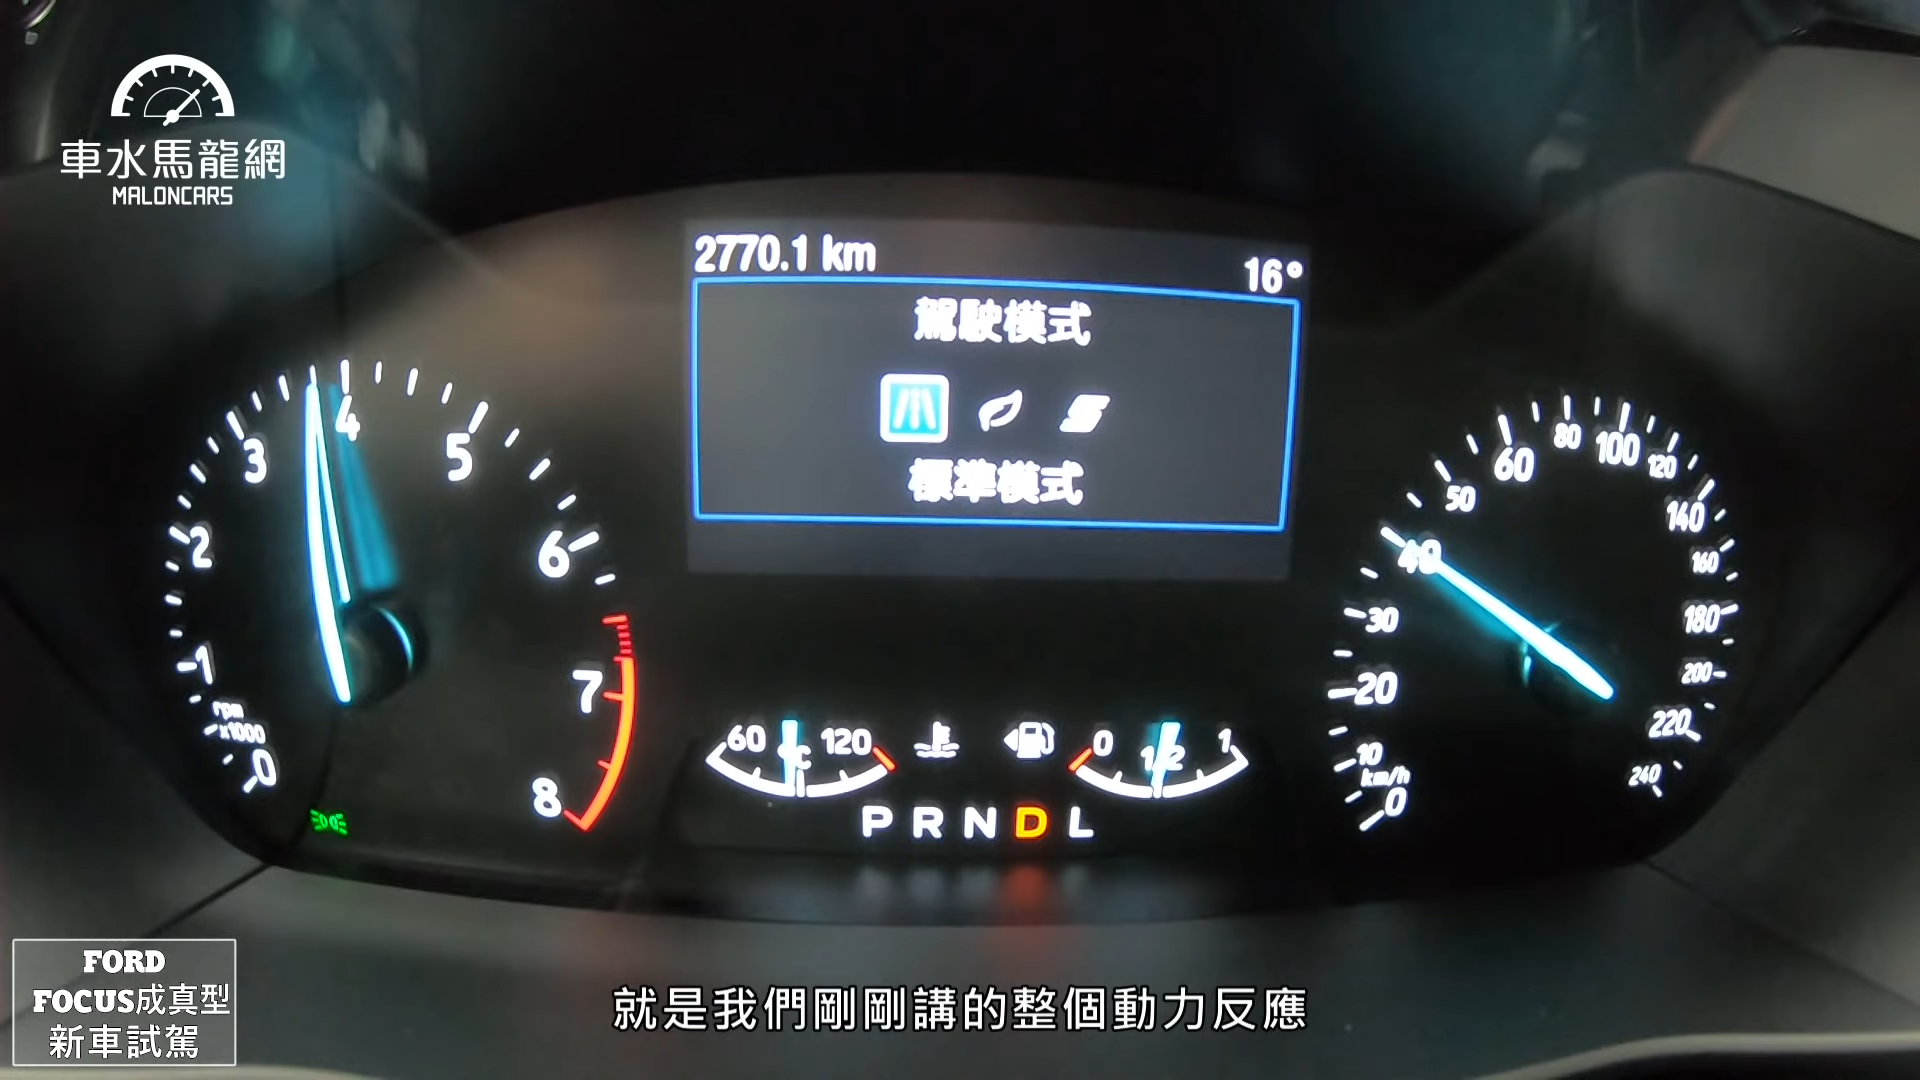 車水馬龍網
MALONCARS
2770.1 km
16°
駕駛模式
標準模式
0
1
2
3
4
5
6
7
8
rpm
x1000
60
°C
120
0
1/2
1
P R N D L
0
10
20
30
40
50
60
80
100
120
140
160
180
200
220
240
km/h
FORD
FOCUS成真型
新車試駕
就是我們剛剛講的整個動力反應